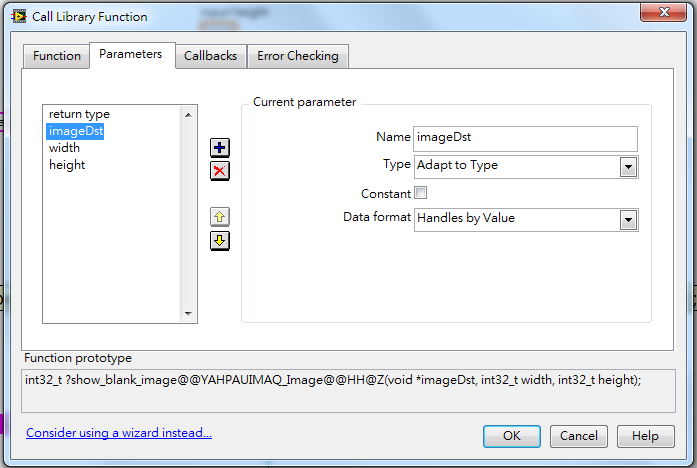 Call Library Function
Function
Parameters
Callbacks
Error Checking
return type
imageDst
width
height
Current parameter
Name imageDst
Type Adapt to Type
Constant
Data format Handles by Value
Function prototype
int32_t ?show_blank_image@@YAHPAUIMAQ_Image@@HH@Z(void *imageDst, int32_t width, int32_t height);
Consider using a wizard instead...
OK
Cancel
Help